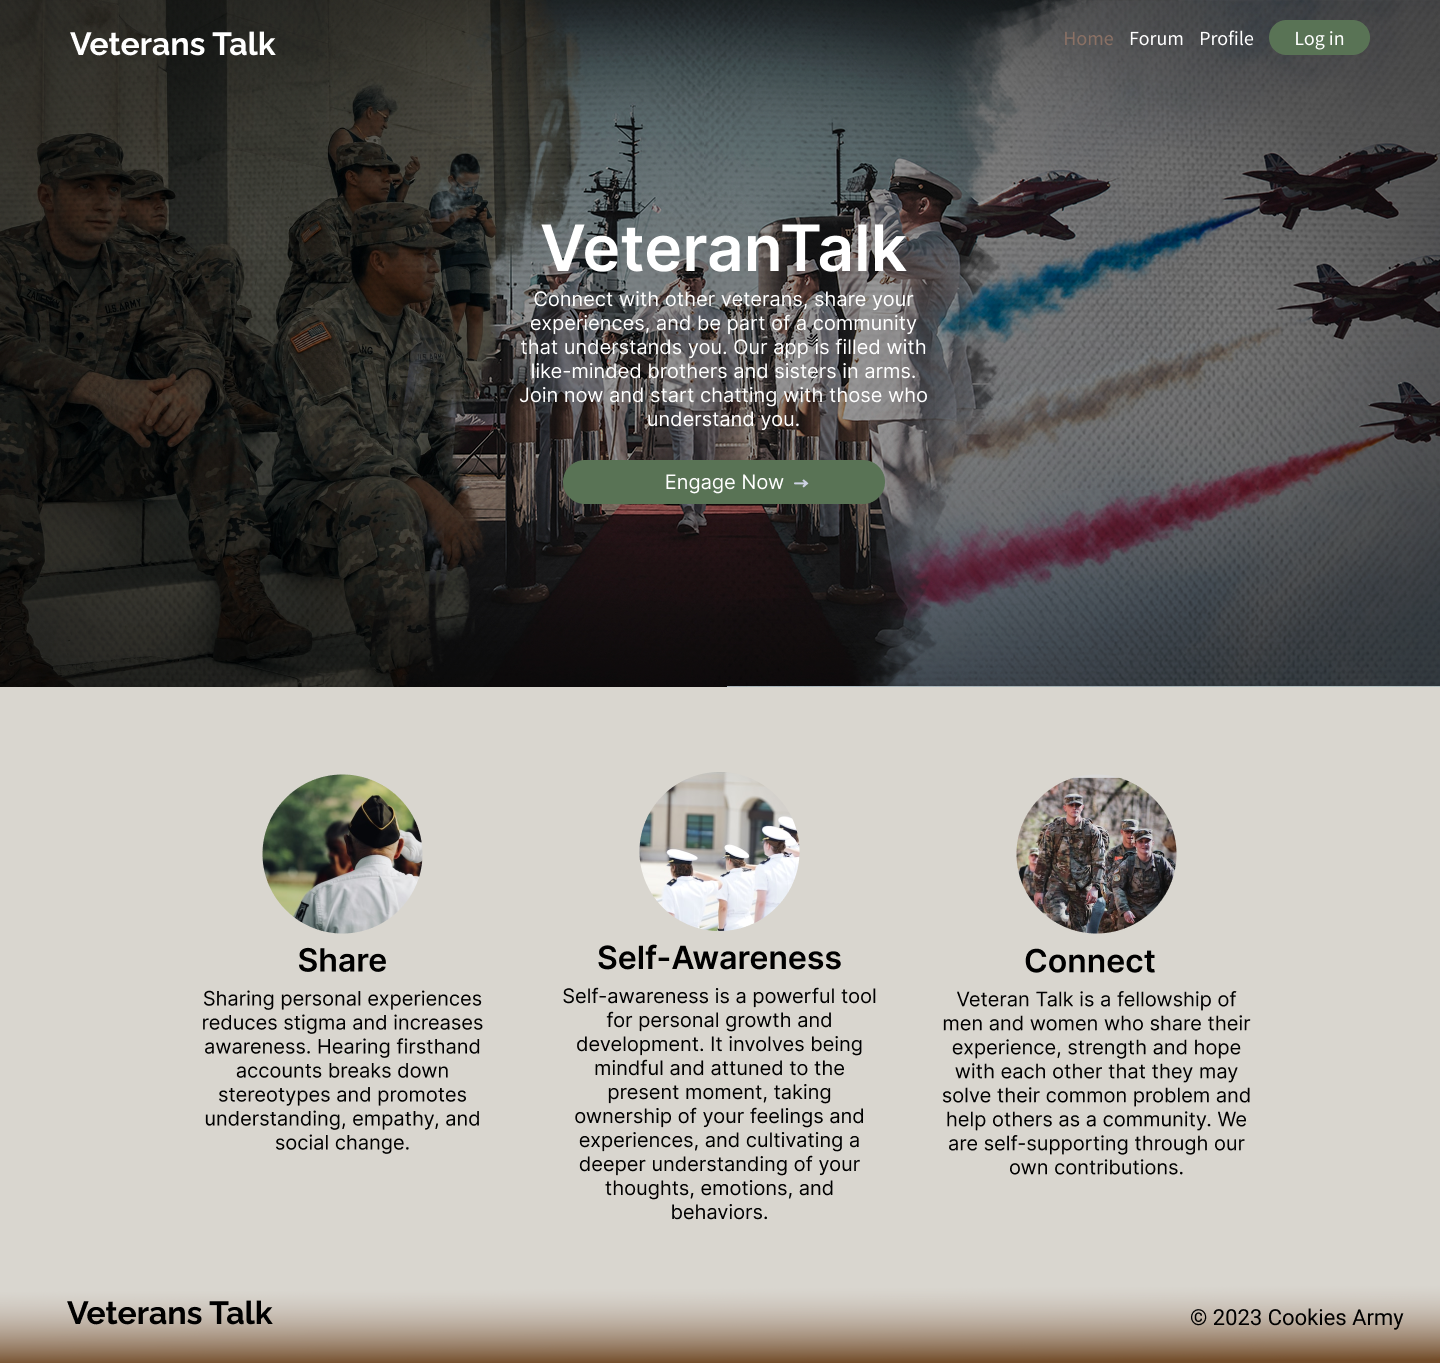 Veterans Talk
Home Forum Profile Log in
VeteranTalk
Connect with other veterans, share your
experiences, and be part of a community
that understands you. Our app is filled with
like-minded brothers and sisters in arms.
Join now and start chatting with those who
understand you.
Engage Now →
U.S. ARMY
Share
Sharing personal experiences
reduces stigma and increases
awareness. Hearing firsthand
accounts breaks down
stereotypes and promotes
understanding, empathy, and
social change.
Self-Awareness
Self-awareness is a powerful tool
for personal growth and
development. It involves being
mindful and attuned to the
present moment, taking
ownership of your feelings and
experiences, and cultivating a
deeper understanding of your
thoughts, emotions, and
behaviors.
Connect
Veteran Talk is a fellowship of
men and women who share their
experience, strength and hope
with each other that they may
solve their common problem and
help others as a community. We
are self-supporting through our
own contributions.
Veterans Talk
© 2023 Cookies Army